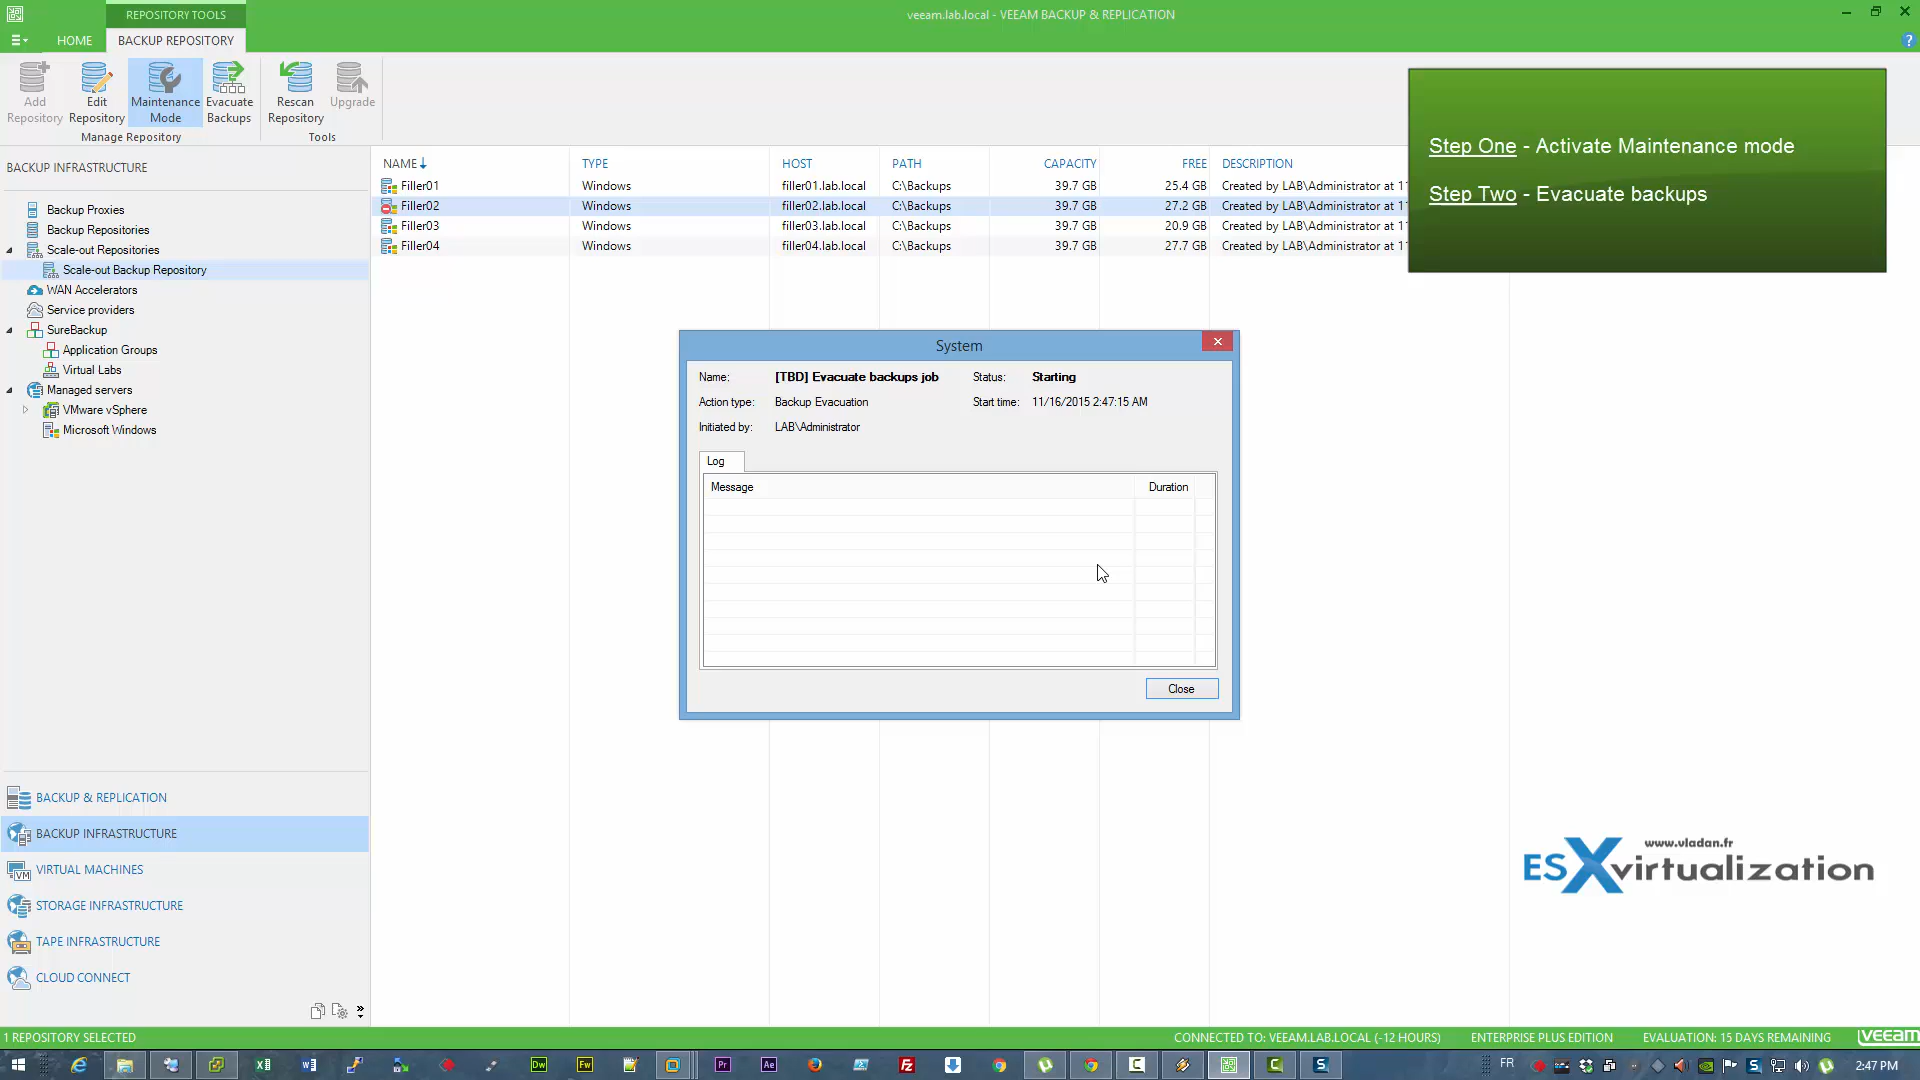 REPOSITORY TOOLS
veeam.lab.local - VEEAM BACKUP & REPLICATION
HOME
BACKUP REPOSITORY
Add Repository
Edit Repository
Maintenance Mode
Evacuate Backups
Rescan Repository
Upgrade
Manage Repository
Tools
Step One - Activate Maintenance mode
Step Two - Evacuate backups
BACKUP INFRASTRUCTURE
Backup Proxies
Backup Repositories
Scale-out Repositories
Scale-out Backup Repository
WAN Accelerators
Service providers
SureBackup
Application Groups
Virtual Labs
Managed servers
VMware vSphere
Microsoft Windows
NAME TYPE HOST PATH CAPACITY FREE DESCRIPTION
Filler01 Windows filler01.lab.local C:\Backups 39.7 GB 25.4 GB Created by LAB\Administrator at 11
Filler02 Windows filler02.lab.local C:\Backups 39.7 GB 27.2 GB Created by LAB\Administrator at 11
Filler03 Windows filler03.lab.local C:\Backups 39.7 GB 20.9 GB Created by LAB\Administrator at 11
Filler04 Windows filler04.lab.local C:\Backups 39.7 GB 27.7 GB Created by LAB\Administrator at 11
System
Name: [TBD] Evacuate backups job Status: Starting
Action type: Backup Evacuation Start time: 11/16/2015 2:47:15 AM
Initiated by: LAB\Administrator
Log
Message Duration
Close
BACKUP & REPLICATION
BACKUP INFRASTRUCTURE
VIRTUAL MACHINES
STORAGE INFRASTRUCTURE
TAPE INFRASTRUCTURE
CLOUD CONNECT
www.vladan.fr
ESXvirtualization
1 REPOSITORY SELECTED
CONNECTED TO: VEEAM.LAB.LOCAL (-12 HOURS) ENTERPRISE PLUS EDITION EVALUATION: 15 DAYS REMAINING veeam
FR
2:47 PM